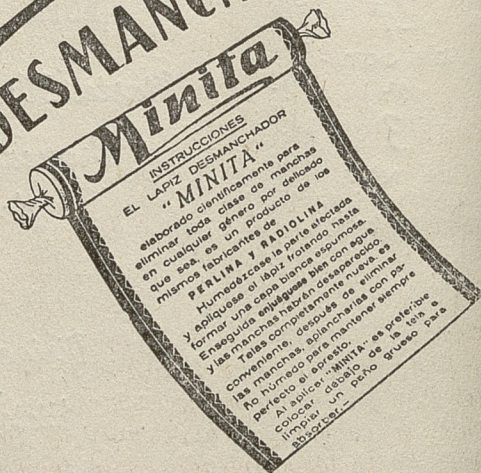 DESMANCHA
Minita
INSTRUCCIONES
EL LAPIZ DESMANCHADOR
"MINITA"
elaborado cientificamente para
eliminar toda clase de manchas
en cualquier género por delicado
que sea, es un producto de los
mismos fabricantes de
PERLINA Y RADIOLINA
Humedézcase la parte afectada
y apliquese el lápiz frotando hasta
formar una capa blanca espumosa.
Enseguida enjuáguese bien con agua
y las manchas habrán desaparecido.
Telas completamente nueva, es
conveniente, después de eliminar
las manchas, aplancharlas con pa-
ño húmedo para mantener siempre
perfecto el apresto.
Al aplicar "MINITA" es preferible
colocar debajo de la tela a
limpiar un paño grueso para
absorber.—